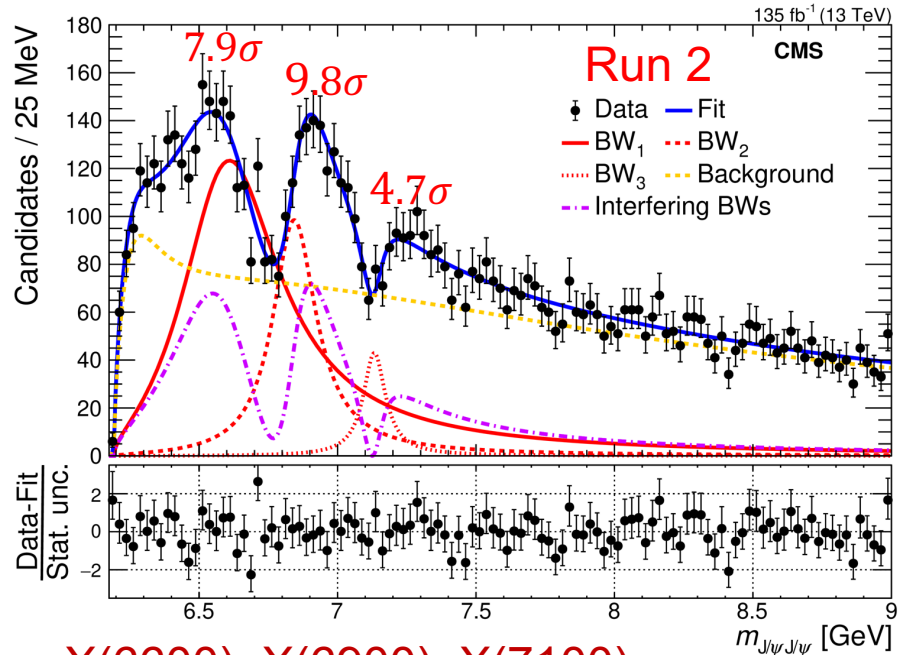 135 fb⁻¹ (13 TeV)
7.9σ
9.8σ
4.7σ
Run 2
CMS
Data
Fit
BW₁
BW₂
BW₃
Background
Interfering BWs
Candidates / 25 MeV
180
160
140
120
100
80
60
40
20
0
Data-Fit
Stat. unc.
2
0
−2
6.5 7 7.5 8 8.5 9
m J/ψ J/ψ [GeV]